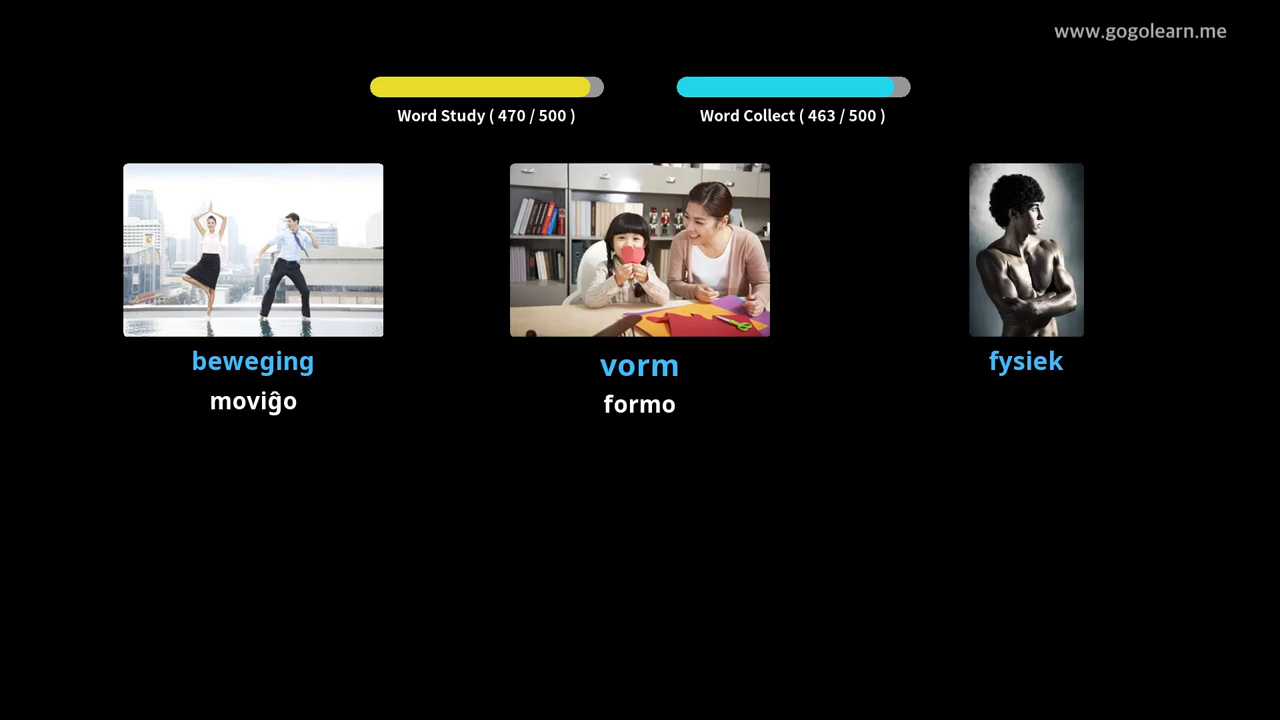 www.gogolearn.me
Word Study ( 470 / 500 )
Word Collect ( 463 / 500 )
beweging
vorm
fysiek
moviĝo
formo